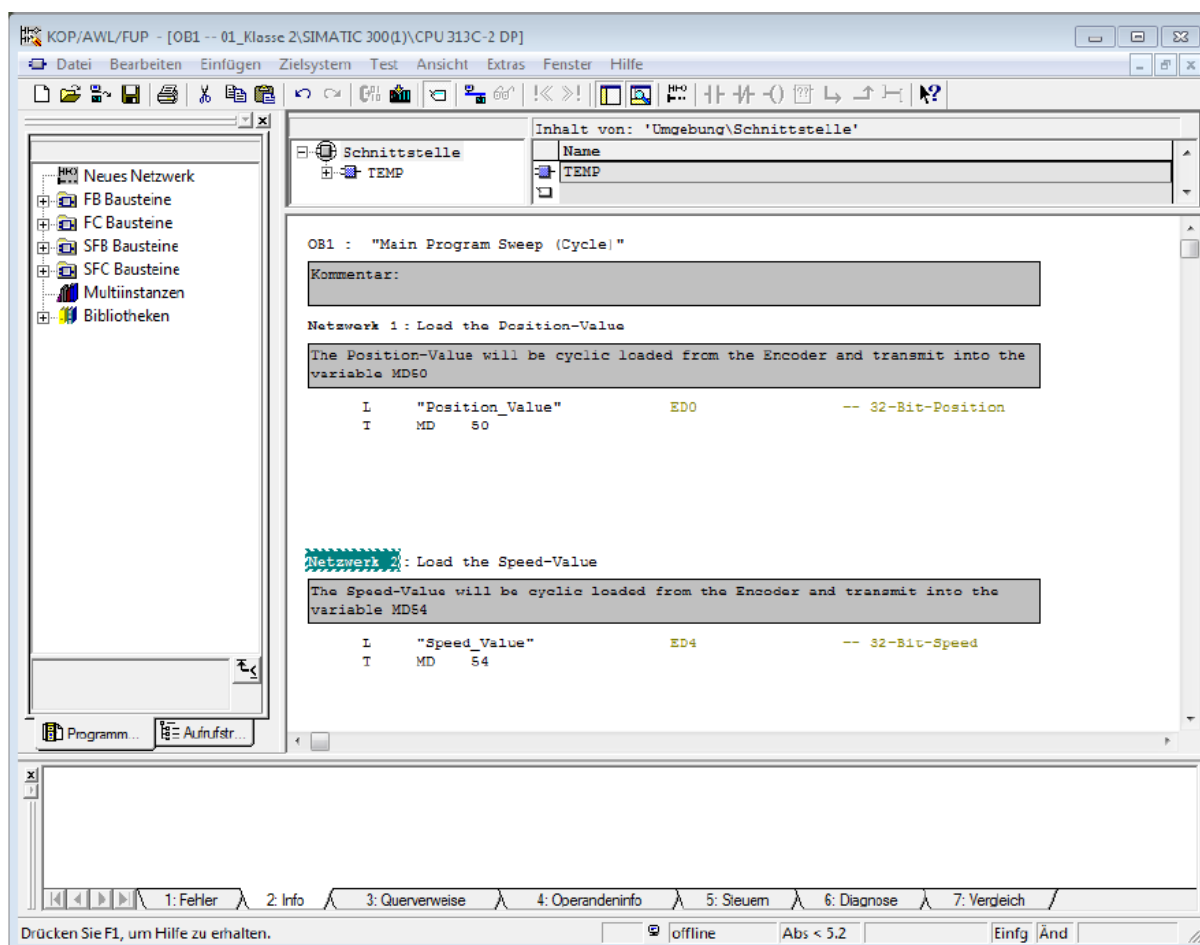 KOP/AWL/FUP - [OB1 -- 01_Klasse 2\SIMATIC 300(1)\CPU 313C-2 DP]
Datei Bearbeiten Einfügen Zielsystem Test Ansicht Extras Fenster Hilfe
Inhalt von: 'Umgebung\Schnittstelle'
Schnittstelle
TEMP
Name
TEMP
Neues Netzwerk
FB Bausteine
FC Bausteine
SFB Bausteine
SFC Bausteine
Multiinstanzen
Bibliotheken
Programm...
Aufrufstr...
OB1 : "Main Program Sweep (Cycle)"
Kommentar:
Netzwerk 1 : Load the Position-Value
The Position-Value will be cyclic loaded from the Encoder and transmit into the
variable MD50
L "Position_Value" ED0 -- 32-Bit-Position
T MD 50
Netzwerk 2 : Load the Speed-Value
The Speed-Value will be cyclic loaded from the Encoder and transmit into the
variable MD54
L "Speed_Value" ED4 -- 32-Bit-Speed
T MD 54
1: Fehler 2: Info 3: Querverweise 4: Operandeninfo 5: Steuern 6: Diagnose 7: Vergleich
Drücken Sie F1, um Hilfe zu erhalten. offline Abs < 5.2 Einfg Änd